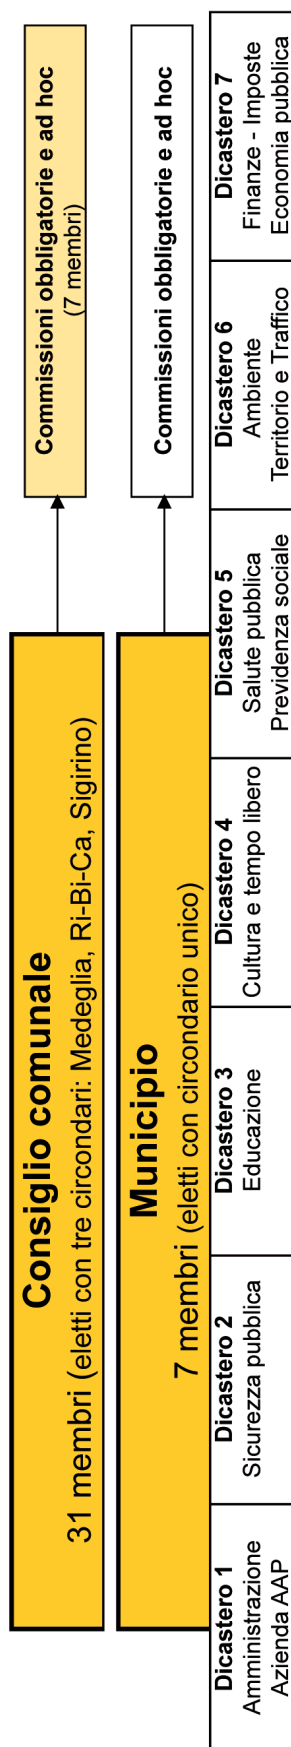 Consiglio comunale
31 membri (eletti con tre circondari: Medeglia, Ri-Bi-Ca, Sigirino)
Commissioni obbligatorie e ad hoc
(7 membri)
Municipio
7 membri (eletti con circondario unico)
Commissioni obbligatorie e ad hoc
Dicastero 1
Amministrazione
Azienda AAP
Dicastero 2
Sicurezza pubblica
Dicastero 3
Educazione
Dicastero 4
Cultura e tempo libero
Dicastero 5
Salute pubblica
Previdenza sociale
Dicastero 6
Ambiente
Territorio e Traffico
Dicastero 7
Finanze - Imposte
Economia pubblica